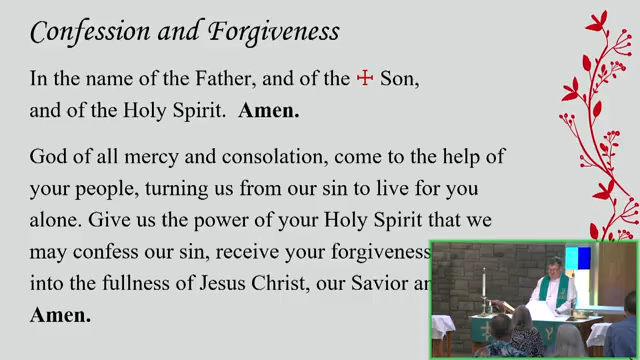 Confession and Forgiveness
In the name of the Father, and of the ☩ Son,
and of the Holy Spirit. Amen.
God of all mercy and consolation, come to the help of
your people, turning us from our sin to live for you
alone. Give us the power of your Holy Spirit that we
may confess our sin, receive your forgiveness
into the fullness of Jesus Christ, our Savior
Amen.